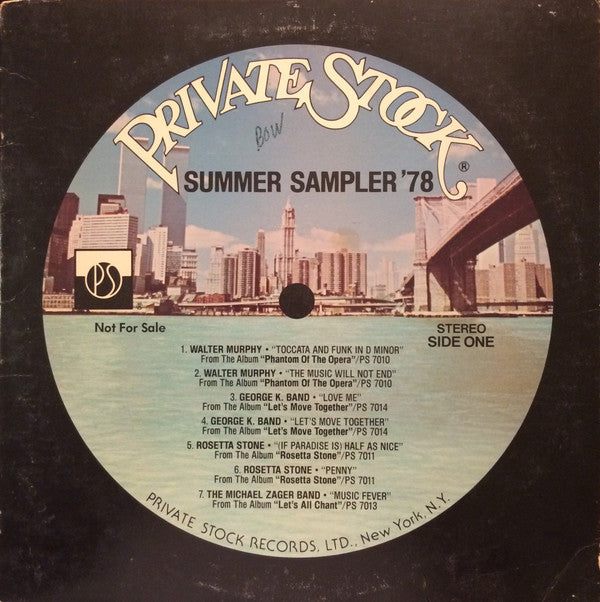 PRIVATE STOCK
®
BOW
SUMMER SAMPLER '78
PS
Not For Sale
STEREO
SIDE ONE
1. WALTER MURPHY • "TOCCATA AND FUNK IN D MINOR"
From The Album "Phantom Of The Opera"/PS 7010
2. WALTER MURPHY • "THE MUSIC WILL NOT END"
From The Album "Phantom Of The Opera"/PS 7010
3. GEORGE K. BAND • "LOVE ME"
From The Album "Let's Move Together"/PS 7014
4. GEORGE K. BAND • "LET'S MOVE TOGETHER"
From The Album "Let's Move Together"/PS 7014
5. ROSETTA STONE • "(IF PARADISE IS) HALF AS NICE"
From The Album "Rosetta Stone"/PS 7011
6. ROSETTA STONE • "PENNY"
From The Album "Rosetta Stone"/PS 7011
7. THE MICHAEL ZAGER BAND • "MUSIC FEVER"
From The Album "Let's All Chant"/PS 7013
PRIVATE STOCK RECORDS, LTD., New York, N.Y.